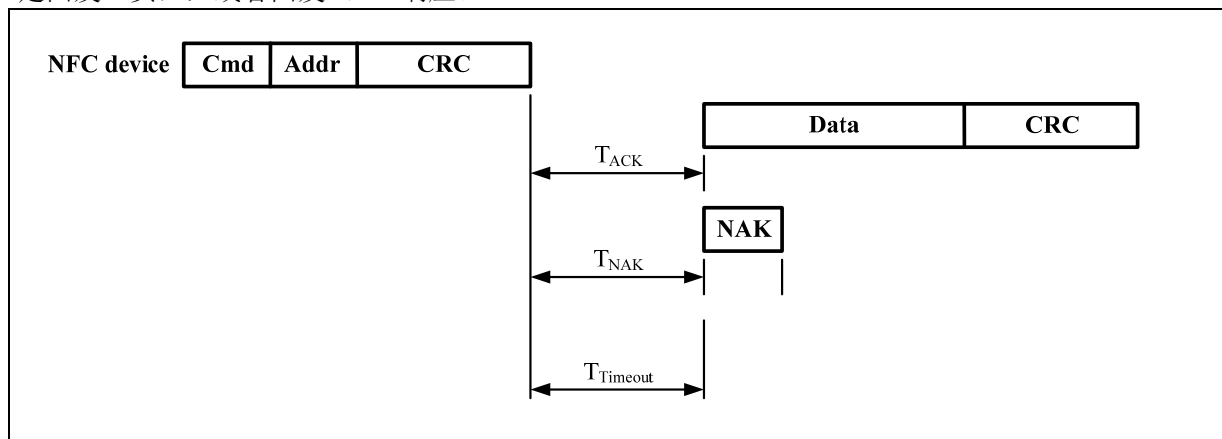 NFC device Cmd Addr CRC
Data CRC
TACK
NAK
TNAK
TTimeout